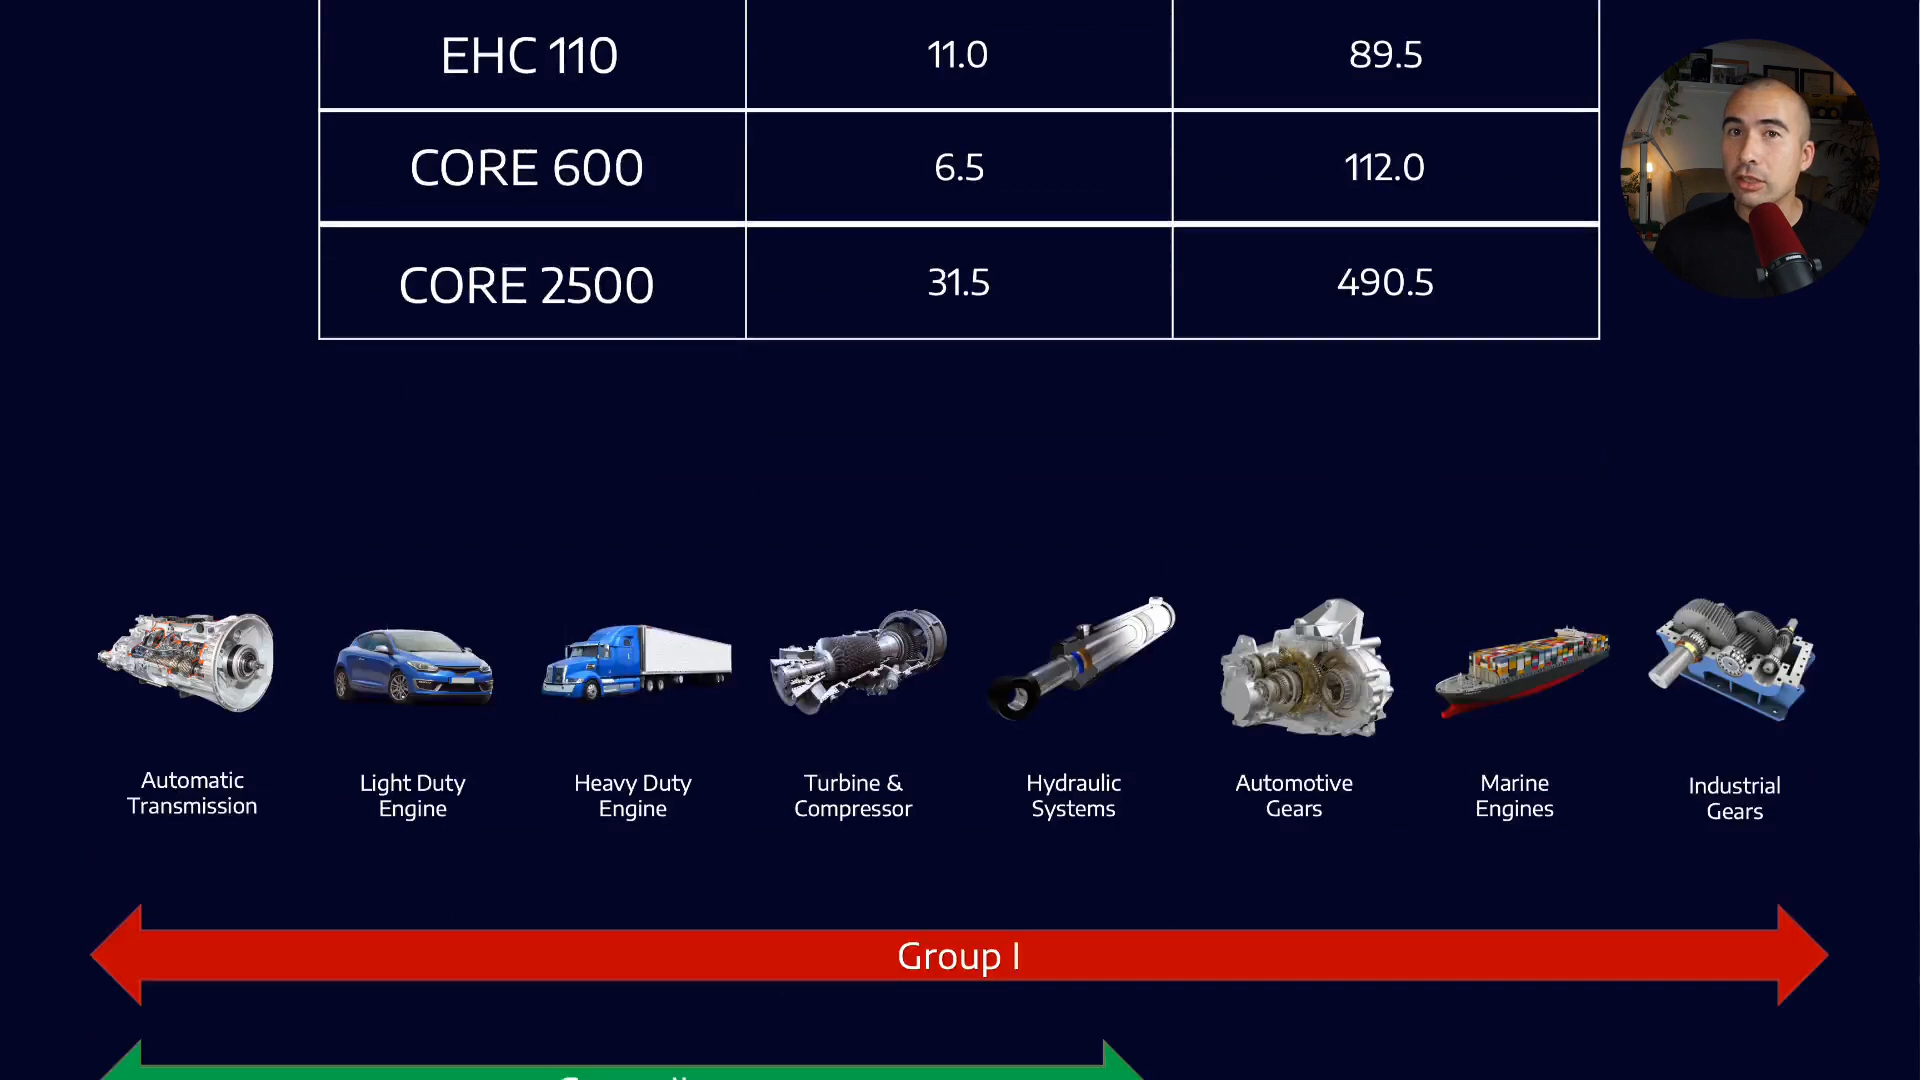 EHC 110 11.0 89.5
CORE 600 6.5 112.0
CORE 2500 31.5 490.5
Automatic
Transmission
Light Duty
Engine
Heavy Duty
Engine
Turbine &
Compressor
Hydraulic
Systems
Automotive
Gears
Marine
Engines
Industrial
Gears
Group I